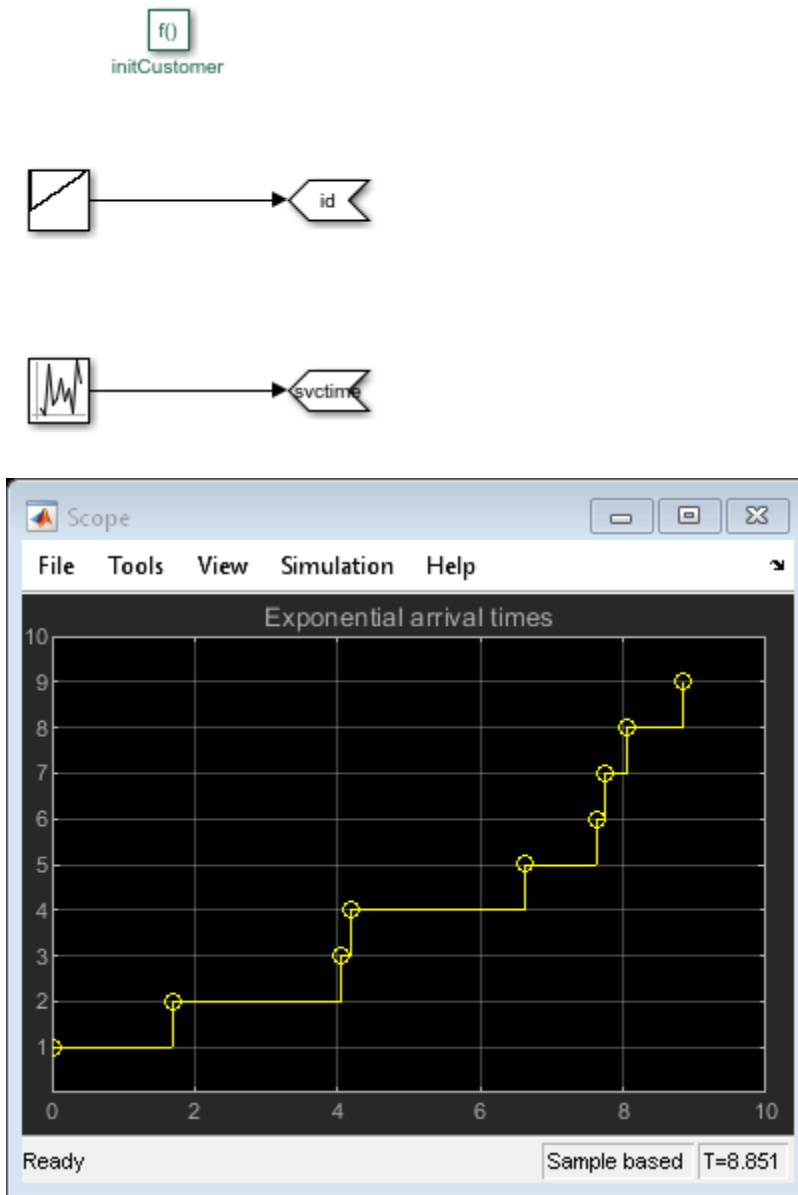 f()
initCustomer
id
svctime
Scope
File Tools View Simulation Help
Exponential arrival times
10
9
8
7
6
5
4
3
2
1
0 2 4 6 8 10
Ready Sample based T=8.851